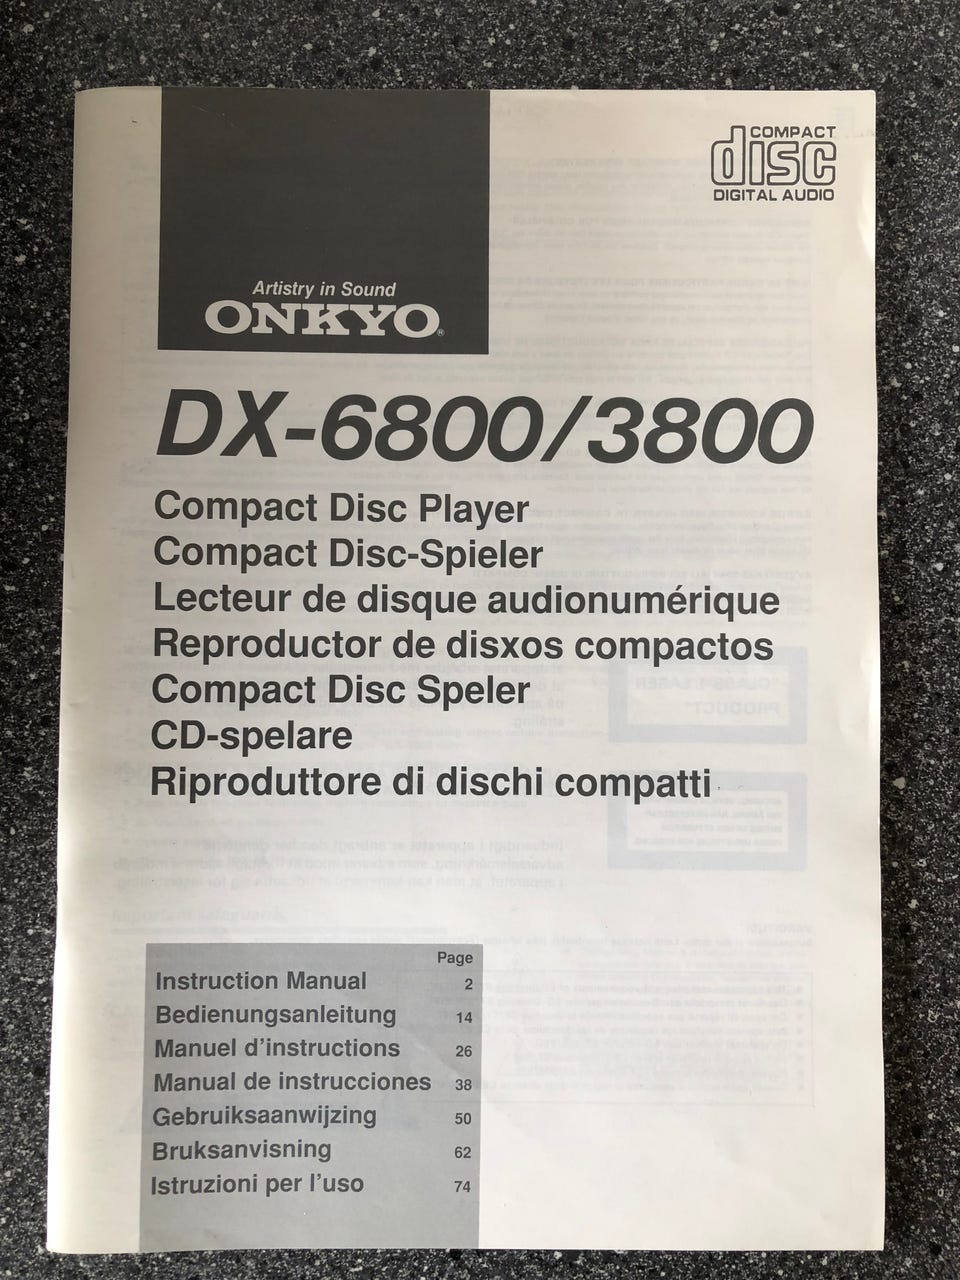 COMPACT
disc
DIGITAL AUDIO
Artistry in Sound
ONKYO®
DX-6800/3800
Compact Disc Player
Compact Disc-Spieler
Lecteur de disque audionumérique
Reproductor de disxos compactos
Compact Disc Speler
CD-spelare
Riproduttore di dischi compatti
Page
Instruction Manual 2
Bedienungsanleitung 14
Manuel d'instructions 26
Manual de instrucciones 38
Gebruiksaanwijzing 50
Bruksanvisning 62
Istruzioni per l'uso 74